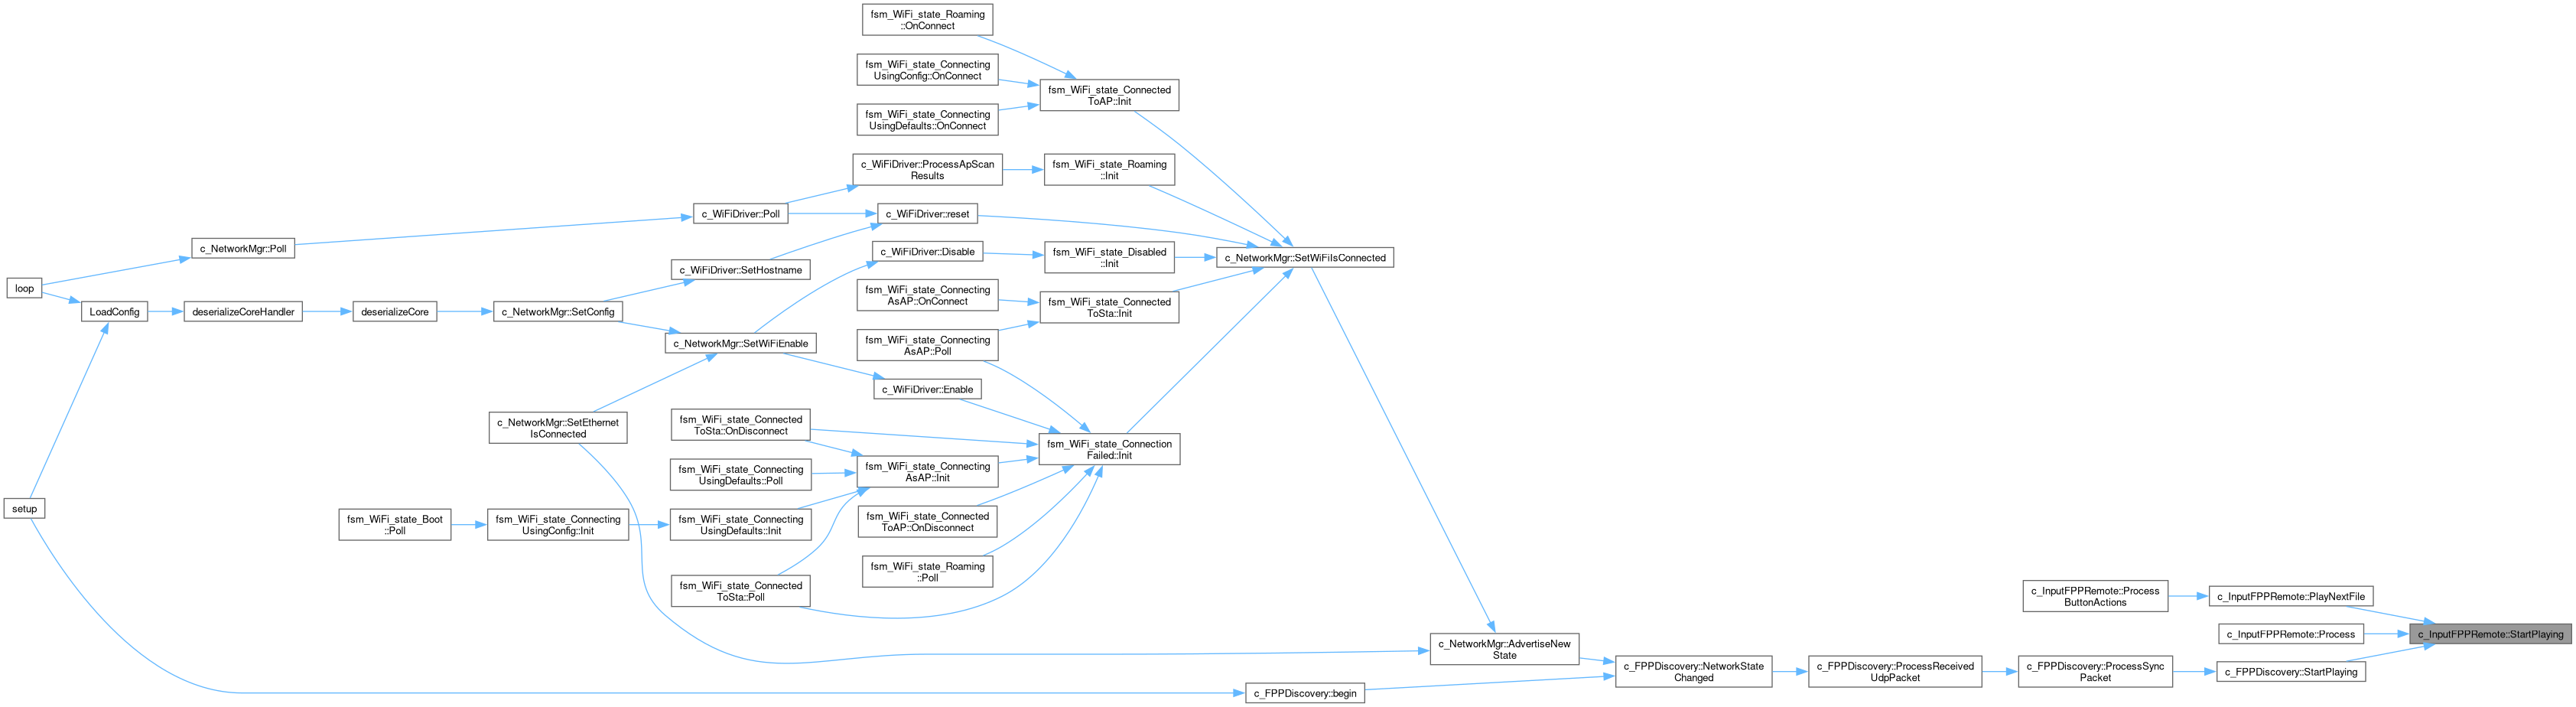 fsm_WiFi_state_Roaming
::OnConnect
fsm_WiFi_state_Connecting
UsingConfig::OnConnect
fsm_WiFi_state_Connected
ToAP::Init
fsm_WiFi_state_Connecting
UsingDefaults::OnConnect
c_WiFiDriver::ProcessApScan
Results
fsm_WiFi_state_Roaming
::Init
c_WiFiDriver::Poll
c_WiFiDriver::reset
c_NetworkMgr::Poll
c_WiFiDriver::Disable
fsm_WiFi_state_Disabled
::Init
c_NetworkMgr::SetWiFiIsConnected
c_WiFiDriver::SetHostname
loop
fsm_WiFi_state_Connecting
AsAP::OnConnect
fsm_WiFi_state_Connected
ToSta::Init
LoadConfig
deserializeCoreHandler
deserializeCore
c_NetworkMgr::SetConfig
c_NetworkMgr::SetWiFiEnable
fsm_WiFi_state_Connecting
AsAP::Poll
c_WiFiDriver::Enable
c_NetworkMgr::SetEthernet
IsConnected
fsm_WiFi_state_Connected
ToSta::OnDisconnect
fsm_WiFi_state_Connection
Failed::Init
fsm_WiFi_state_Connecting
UsingDefaults::Poll
fsm_WiFi_state_Connecting
AsAP::Init
setup
fsm_WiFi_state_Boot
::Poll
fsm_WiFi_state_Connecting
UsingConfig::Init
fsm_WiFi_state_Connecting
UsingDefaults::Init
fsm_WiFi_state_Connected
ToAP::OnDisconnect
fsm_WiFi_state_Roaming
::Poll
fsm_WiFi_state_Connected
ToSta::Poll
c_InputFPPRemote::Process
ButtonActions
c_InputFPPRemote::PlayNextFile
c_InputFPPRemote::Process
c_InputFPPRemote::StartPlaying
c_NetworkMgr::AdvertiseNew
State
c_FPPDiscovery::NetworkState
Changed
c_FPPDiscovery::ProcessReceived
UdpPacket
c_FPPDiscovery::ProcessSync
Packet
c_FPPDiscovery::StartPlaying
c_FPPDiscovery::begin